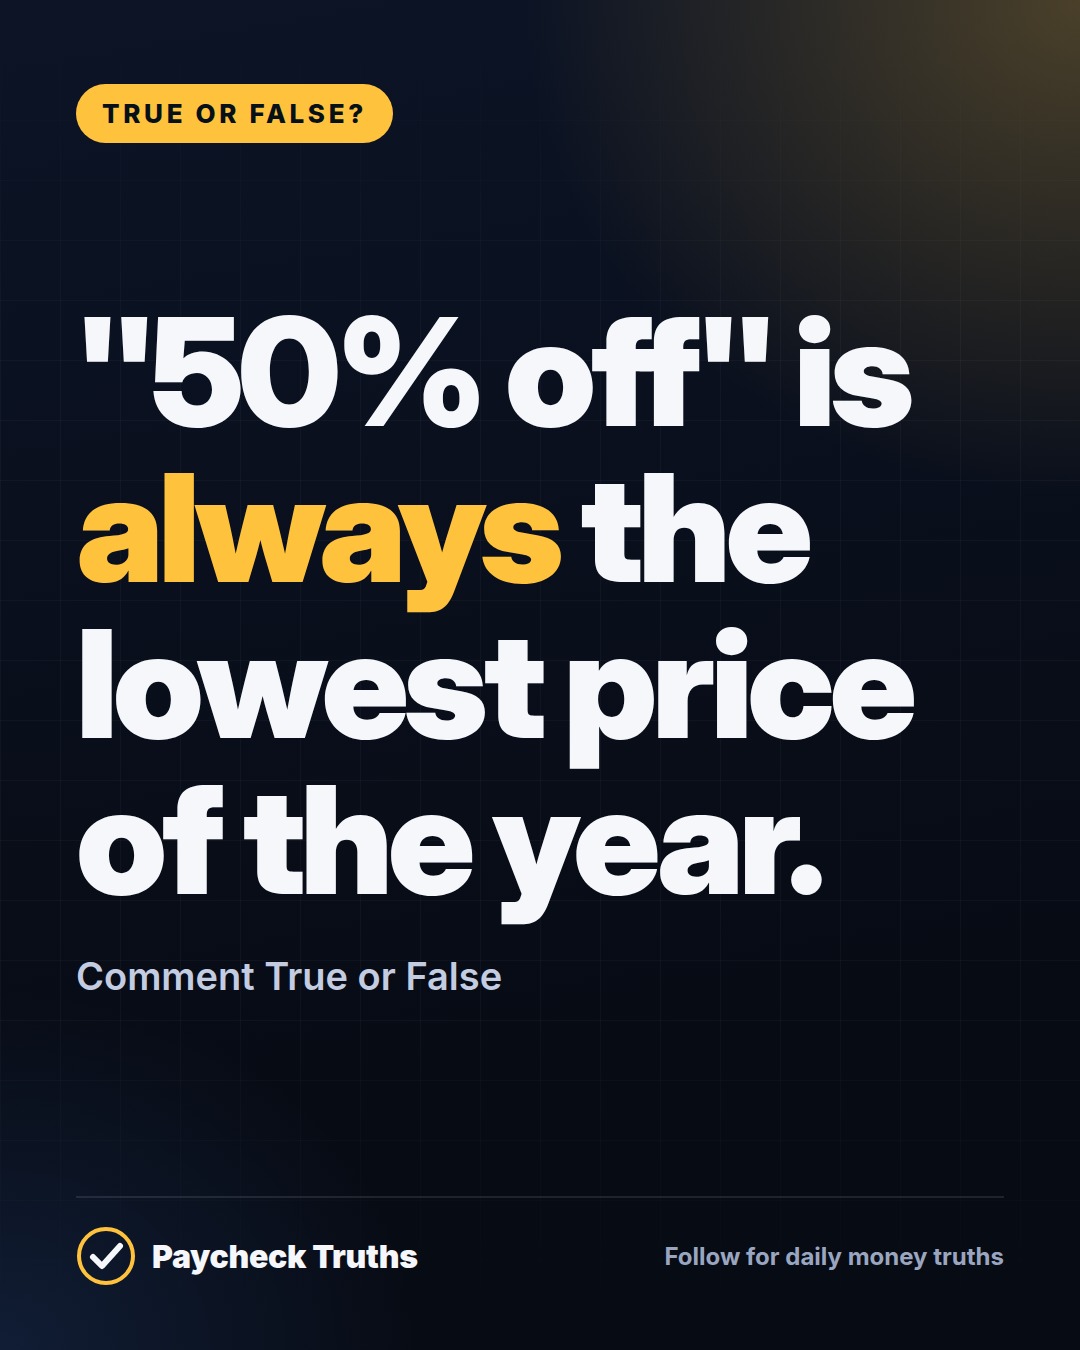 TRUE OR FALSE?
"50% off" is
always the
lowest price
of the year.
Comment True or False
Paycheck Truths
Follow for daily money truths